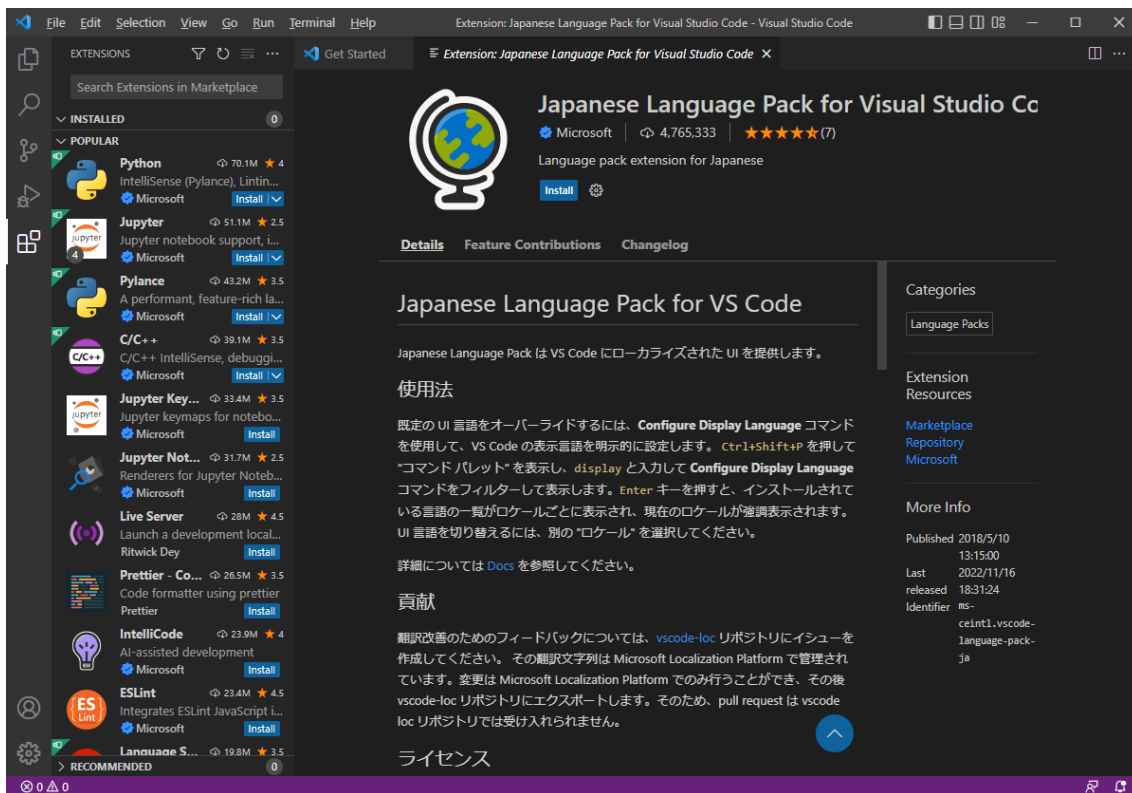 File Edit Selection View Go Run Terminal Help
Extension: Japanese Language Pack for Visual Studio Code - Visual Studio Code
EXTENSIONS
Get Started
Extension: Japanese Language Pack for Visual Studio Code
Search Extensions in Marketplace
INSTALLED 0
POPULAR
Python 70.1M 4
IntelliSense (Pylance), Lintin...
Microsoft Install
Jupyter 51.1M 2.5
Jupyter notebook support, i...
Microsoft Install
jupyter
4
Pylance 43.2M 3.5
A performant, feature-rich la...
Microsoft Install
C/C++ 39.1M 3.5
C/C++ IntelliSense, debuggi...
Microsoft Install
C/C++
Jupyter Key... 33.4M 3.5
Jupyter keymaps for notebo...
Microsoft Install
jupyter
Jupyter Not... 31.7M 2.5
Renderers for Jupyter Noteb...
Microsoft Install
Live Server 28M 4.5
Launch a development local...
Ritwick Dey Install
Prettier - Co... 26.5M 3.5
Code formatter using prettier
Prettier Install
IntelliCode 23.9M 4
AI-assisted development
Microsoft Install
ESLint 23.4M 4.5
Integrates ESLint JavaScript i...
Microsoft Install
ES
Lint
Language S... 19.8M 3.5
RECOMMENDED 0
Japanese Language Pack for Visual Studio Co
Microsoft 4,765,333 (7)
Language pack extension for Japanese
Install
Details Feature Contributions Changelog
Japanese Language Pack for VS Code
Japanese Language Pack は VS Code にローカライズされた UI を提供します。
使用法
既定の UI 言語をオーバーライドするには、Configure Display Language コマンド
を使用して、VS Code の表示言語を明示的に設定します。 Ctrl+Shift+P を押して
"コマンド パレット" を表示し、display と入力して Configure Display Language
コマンドをフィルターして表示します。Enter キーを押すと、インストールされて
いる言語の一覧がロケールごとに表示され、現在のロケールが強調表示されます。
UI 言語を切り替えるには、別の "ロケール" を選択してください。
詳細については Docs を参照してください。
貢献
翻訳改善のためのフィードバックについては、vscode-loc リポジトリにイシューを
作成してください。 その翻訳文字列は Microsoft Localization Platform で管理され
ています。変更は Microsoft Localization Platform でのみ行うことができ、その後
vscode-loc リポジトリにエクスポートします。そのため、pull request は vscode
loc リポジトリでは受け入れられません。
ライセンス
Categories
Language Packs
Extension
Resources
Marketplace
Repository
Microsoft
More Info
Published 2018/5/10
13:15:00
Last 2022/11/16
released 18:31:24
Identifier ms-
ceintl.vscode-
language-pack-
ja
0 0